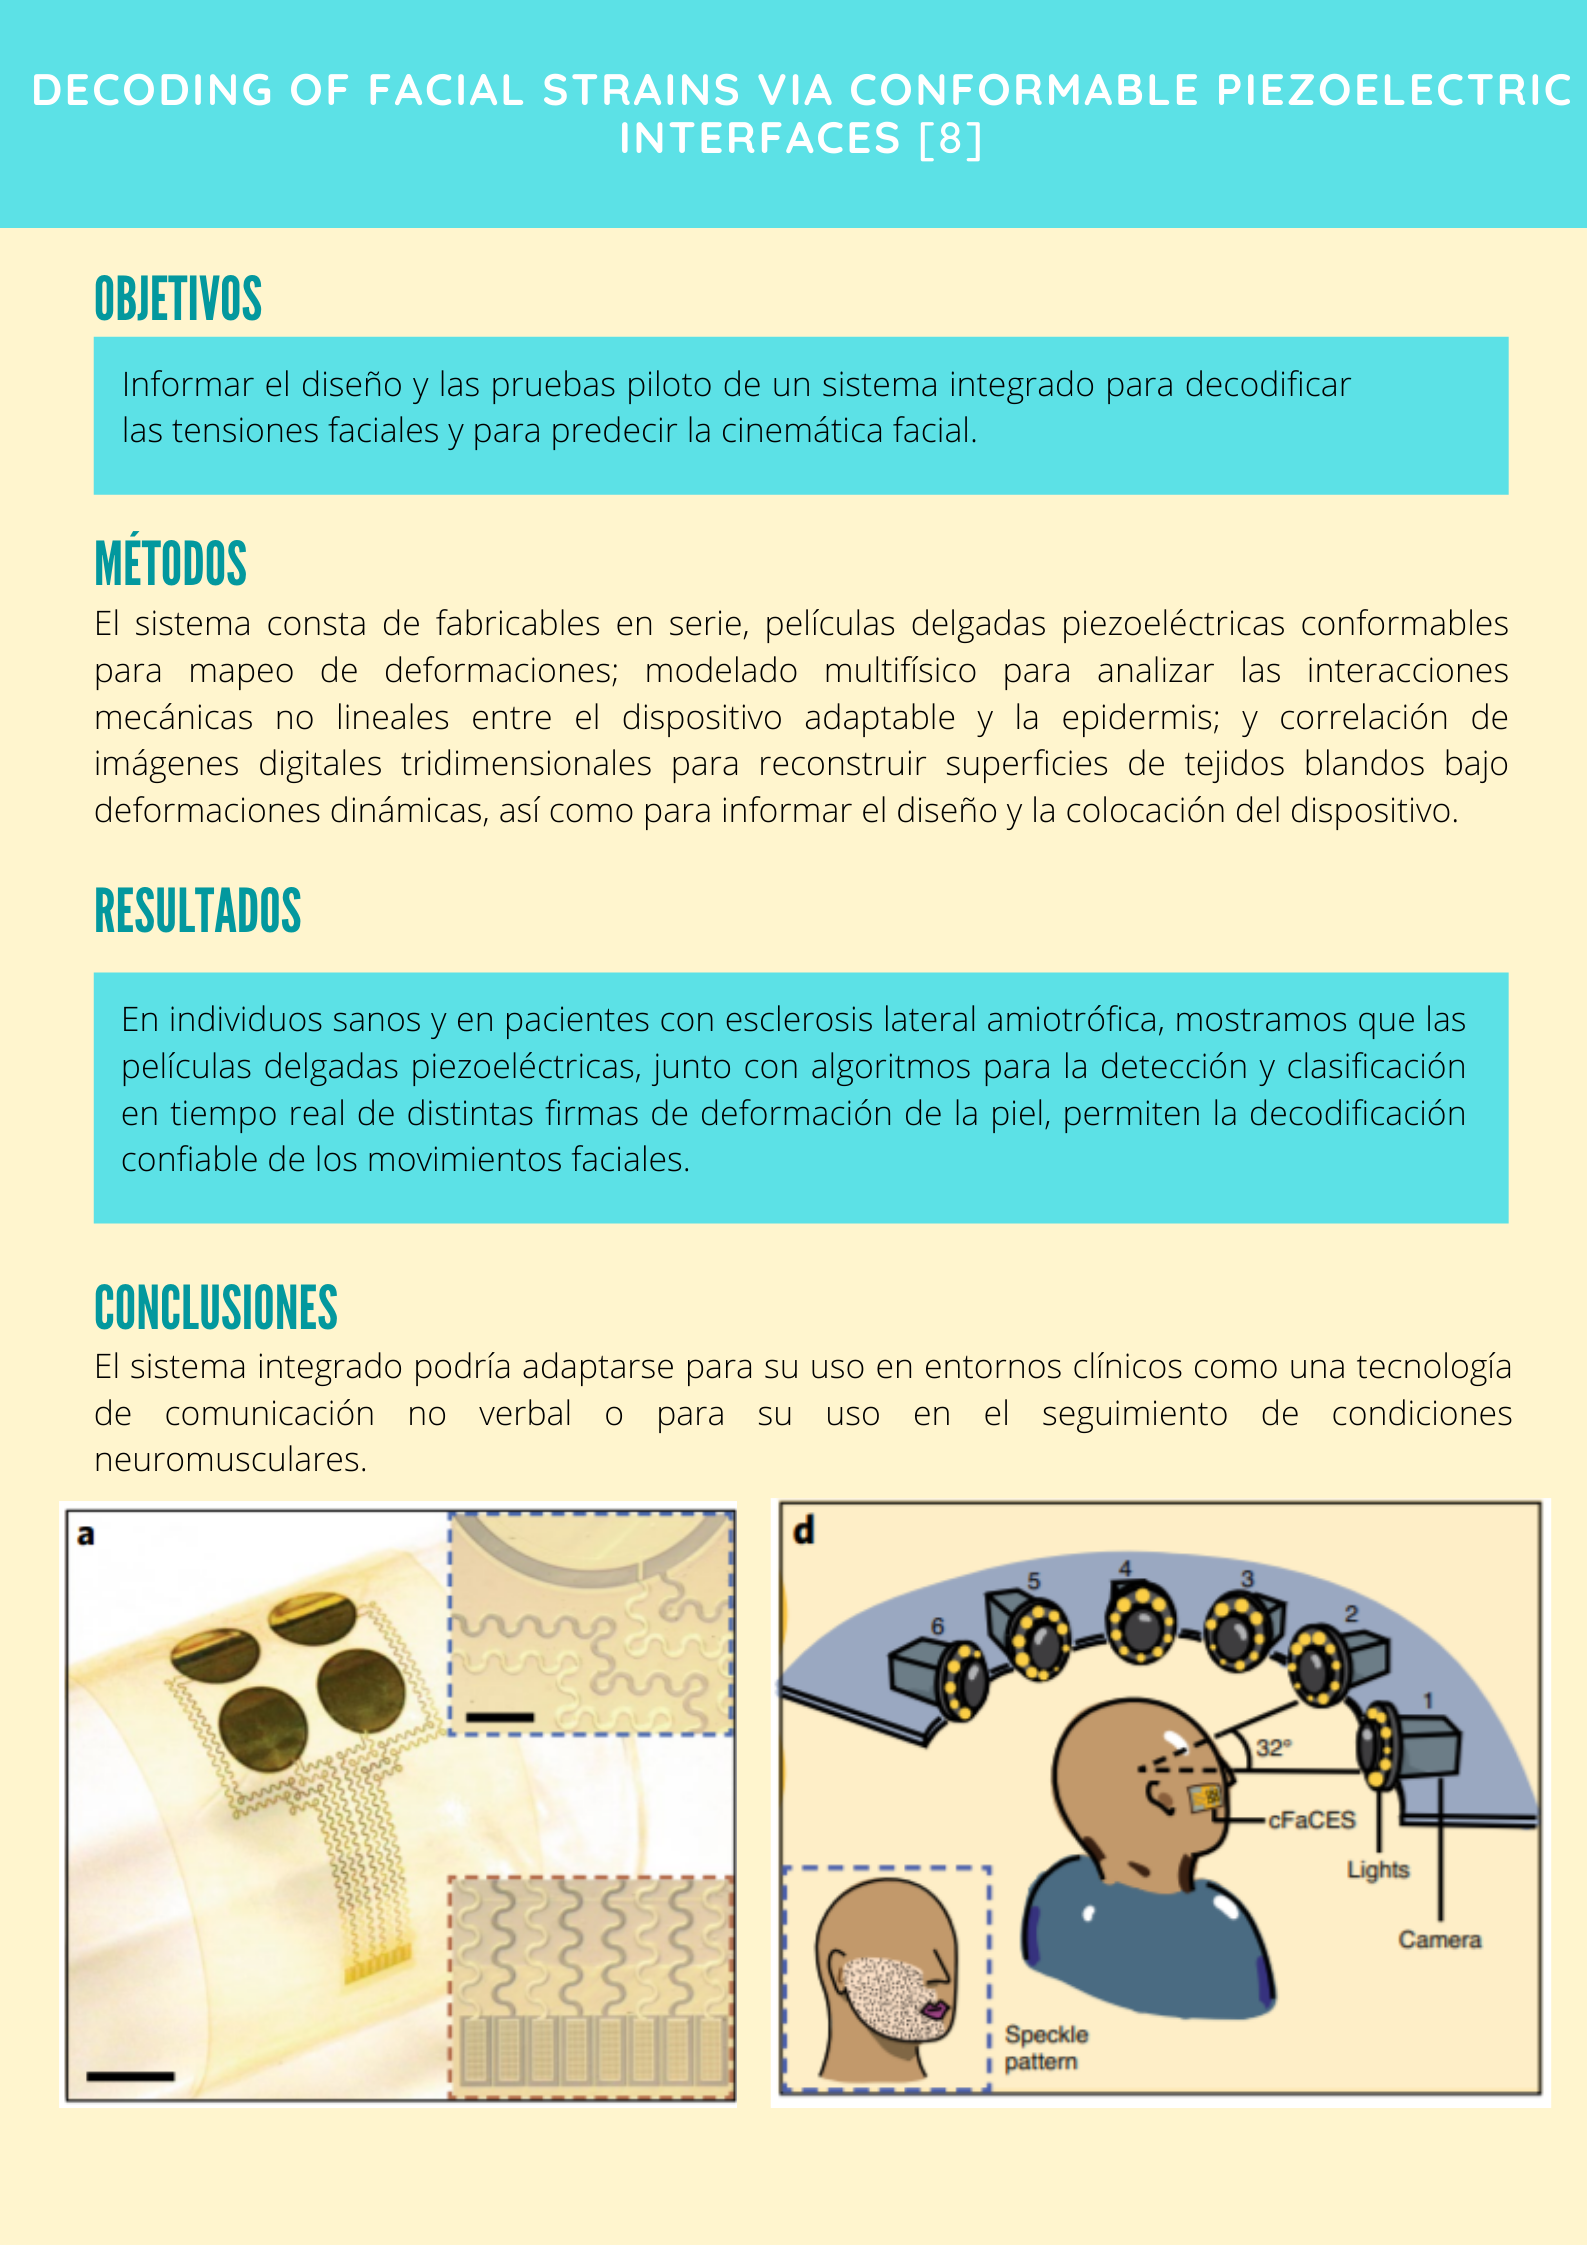 DECODING OF FACIAL STRAINS VIA CONFORMABLE PIEZOELECTRIC
INTERFACES [8]
OBJETIVOS
Informar el diseño y las pruebas piloto de un sistema integrado para decodificar
las tensiones faciales y para predecir la cinemática facial.
MÉTODOS
El sistema consta de fabricables en serie, películas delgadas piezoeléctricas conformables
para mapeo de deformaciones; modelado multifísico para analizar las interacciones
mecánicas no lineales entre el dispositivo adaptable y la epidermis; y correlación de
imágenes digitales tridimensionales para reconstruir superficies de tejidos blandos bajo
deformaciones dinámicas, así como para informar el diseño y la colocación del dispositivo.
RESULTADOS
En individuos sanos y en pacientes con esclerosis lateral amiotrófica, mostramos que las
películas delgadas piezoeléctricas, junto con algoritmos para la detección y clasificación
en tiempo real de distintas firmas de deformación de la piel, permiten la decodificación
confiable de los movimientos faciales.
CONCLUSIONES
El sistema integrado podría adaptarse para su uso en entornos clínicos como una tecnología
de comunicación no verbal o para su uso en el seguimiento de condiciones
neuromusculares.
a
d
6
5
4
3
2
1
32°
cFaCES
Lights
Camera
Speckle
pattern